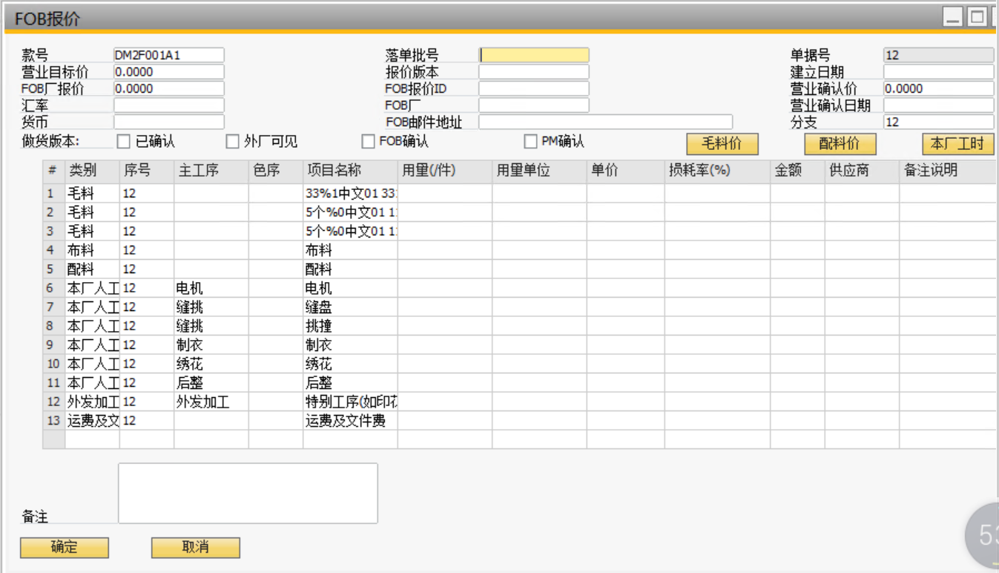 FOB报价
款号 DM2F001A1 落单批号 单据号 12
营业目标价 0.0000 报价版本 建立日期
FOB厂报价 0.0000 FOB报价ID 营业确认价 0.0000
汇率 FOB厂 营业确认日期
货币 FOB邮件地址 分支 12
做货版本: 已确认 外厂可见 FOB确认 PM确认 毛料价 配料价 本厂工时
# 类别 序号 主工序 色序 项目名称 用量(/件) 用量单位 单价 损耗率(%) 金额 供应商 备注说明
1 毛料 12 33%1中文01 33
2 毛料 12 5个%0中文01 1
3 毛料 12 5个%0中文01 1
4 布料 12 布料
5 配料 12 配料
6 本厂人工 12 电机 电机
7 本厂人工 12 缝挑 缝盘
8 本厂人工 12 缝挑 挑撞
9 本厂人工 12 制衣 制衣
10 本厂人工 12 绣花 绣花
11 本厂人工 12 后整 后整
12 外发加工 12 外发加工 特别工序(如印花
13 运费及文 12 运费及文件费
备注
确定 取消